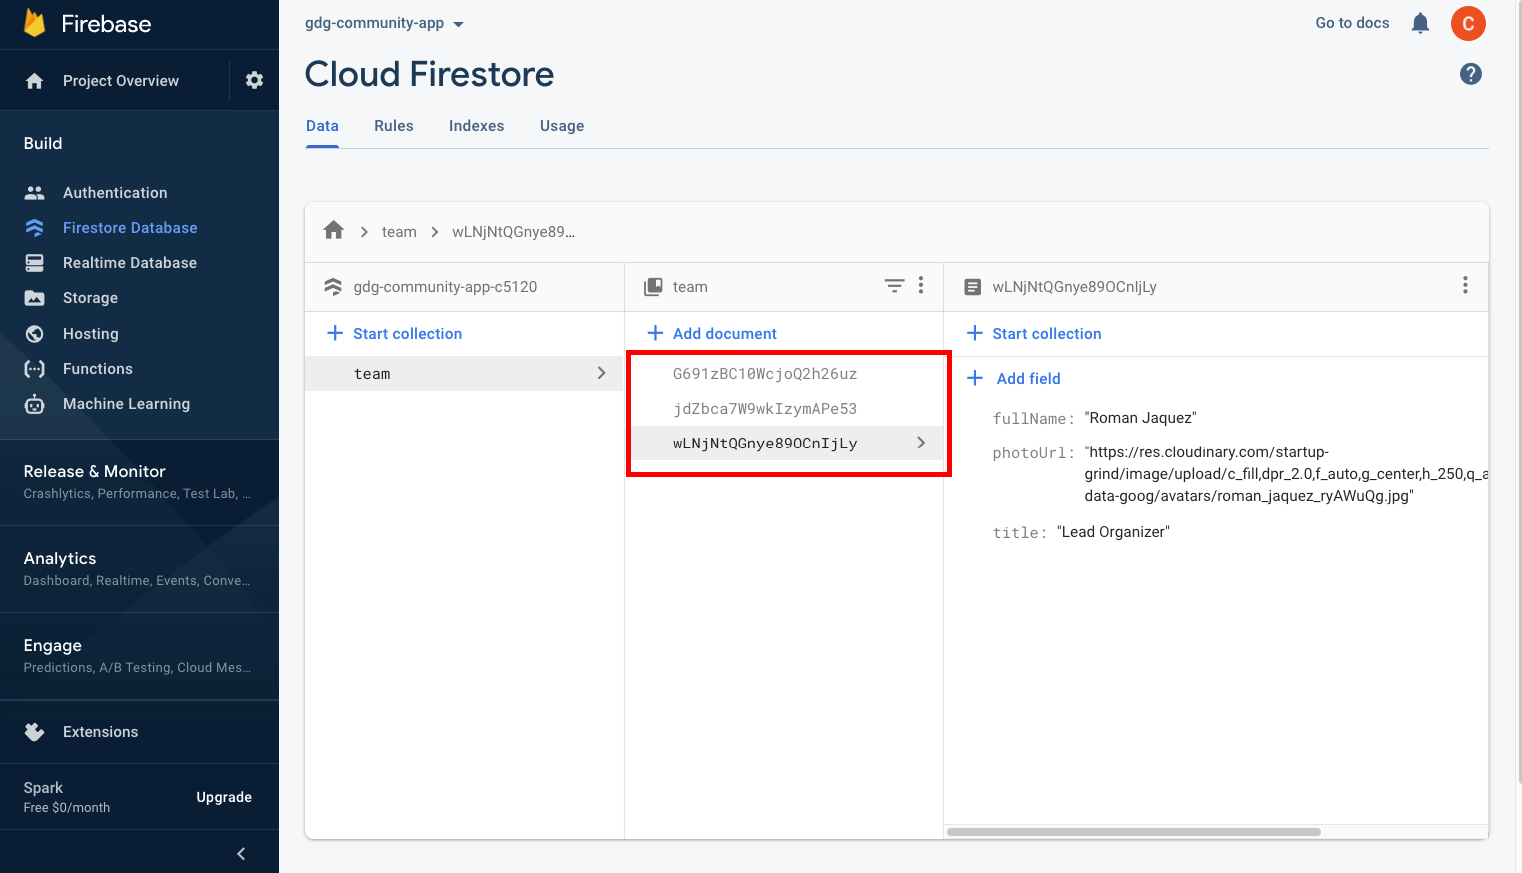 Firebase
Project Overview
Build
Authentication
Firestore Database
Realtime Database
Storage
Hosting
Functions
Machine Learning
Release & Monitor
Crashlytics, Performance, Test Lab, ...
Analytics
Dashboard, Realtime, Events, Conve...
Engage
Predictions, A/B Testing, Cloud Mes...
Extensions
Spark
Free $0/month
Upgrade
gdg-community-app
Go to docs
C
Cloud Firestore
?
Data Rules Indexes Usage
team
wLNjNtQGnye89...
gdg-community-app-c5120
Start collection
team
team
Add document
G691zBC10WcjoQ2h26uz
jdZbca7W9wkIzymAPe53
wLNjNtQGnye89OCnIjLy
wLNjNtQGnye89OCnIjLy
Start collection
Add field
fullName: "Roman Jaquez"
photoUrl: "https://res.cloudinary.com/startup-
grind/image/upload/c_fill,dpr_2.0,f_auto,g_center,h_250,q_a
data-goog/avatars/roman_jaquez_ryAWuQg.jpg"
title: "Lead Organizer"